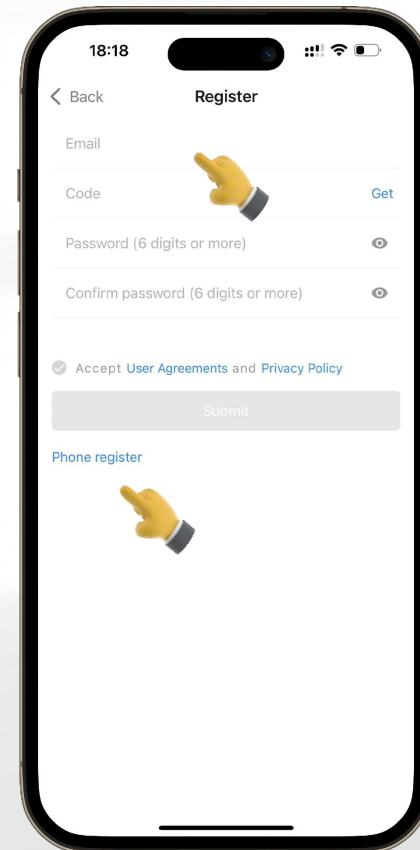 18:18
Back Register
Email
Code Get
Password (6 digits or more)
Confirm password (6 digits or more)
Accept User Agreements and Privacy Policy
Submit
Phone register